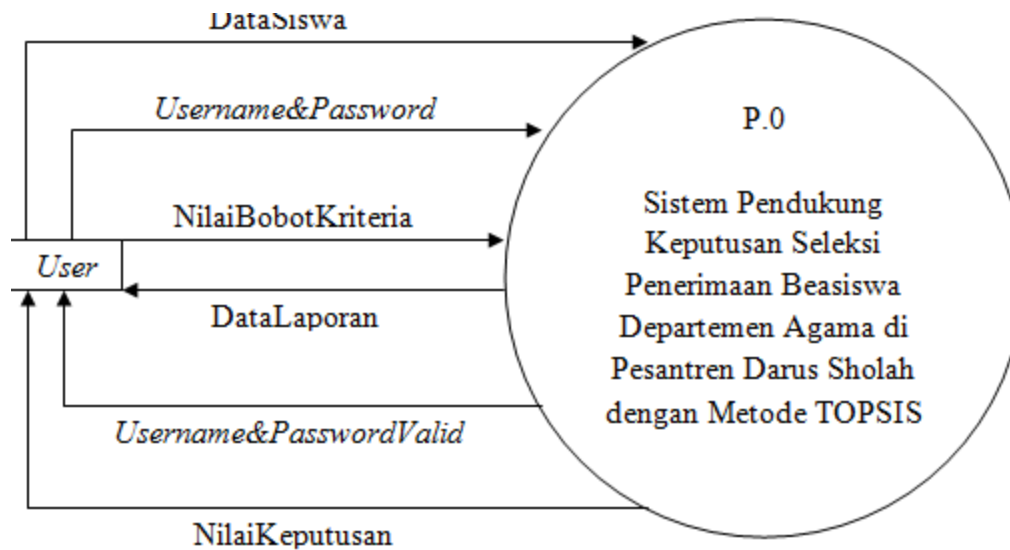 DataSiswa
Username&Password
NilaiBobotKriteria
User
DataLaporan
Username&PasswordValid
NilaiKeputusan
P.0
Sistem Pendukung
Keputusan Seleksi
Penerimaan Beasiswa
Departemen Agama di
Pesantren Darus Sholah
dengan Metode TOPSIS